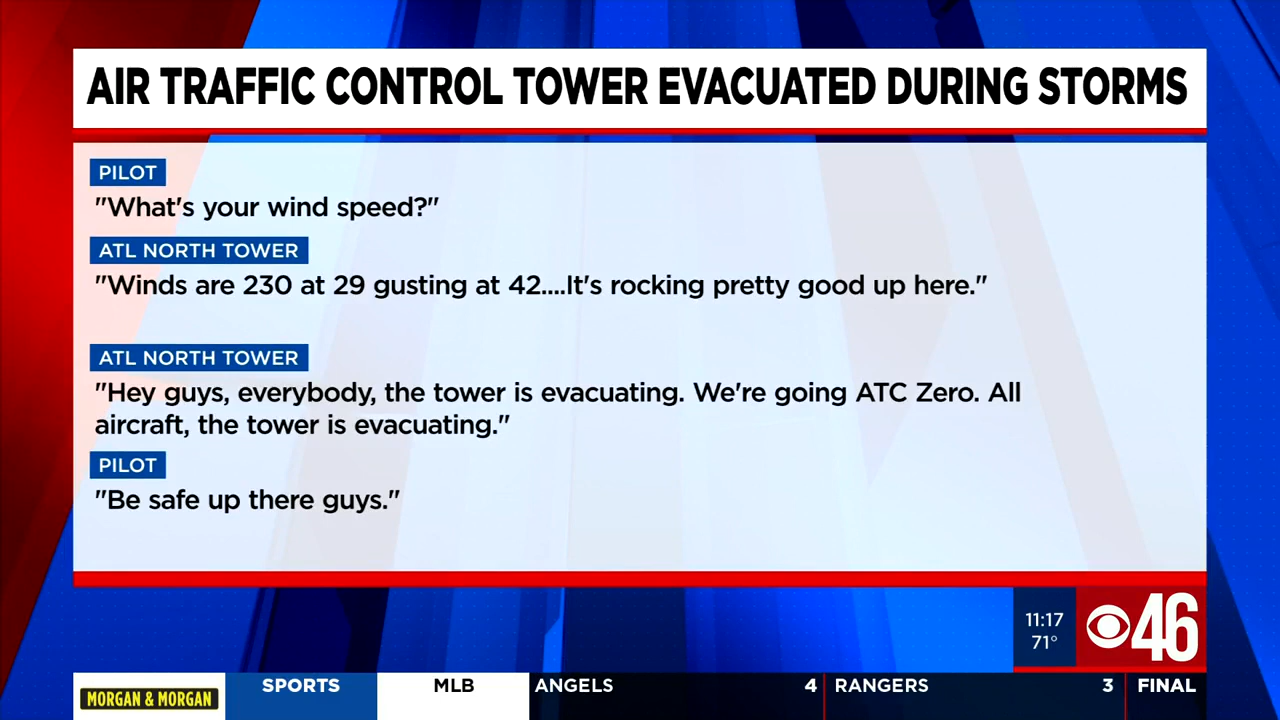 AIR TRAFFIC CONTROL TOWER EVACUATED DURING STORMS
PILOT
"What's your wind speed?"
ATL NORTH TOWER
"Winds are 230 at 29 gusting at 42....It's rocking pretty good up here."
ATL NORTH TOWER
"Hey guys, everybody, the tower is evacuating. We're going ATC Zero. All
aircraft, the tower is evacuating."
PILOT
"Be safe up there guys."
11:17
71°
46
MORGAN & MORGAN
SPORTS
MLB
ANGELS 4 RANGERS 3 FINAL